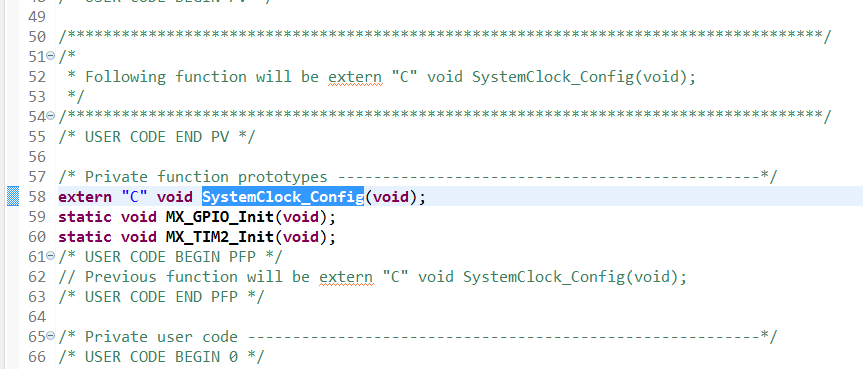 48 /* USER CODE BEGIN PV */
49
50 /************************************************************************************/
51 /*
52  * Following function will be extern "C" void SystemClock_Config(void);
53  */
54 /************************************************************************************/
55 /* USER CODE END PV */
56
57 /* Private function prototypes -----------------------------------------------*/
58 extern "C" void SystemClock_Config(void);
59 static void MX_GPIO_Init(void);
60 static void MX_TIM2_Init(void);
61 /* USER CODE BEGIN PFP */
62 // Previous function will be extern "C" void SystemClock_Config(void);
63 /* USER CODE END PFP */
64
65 /* Private user code ---------------------------------------------------------*/
66 /* USER CODE BEGIN 0 */